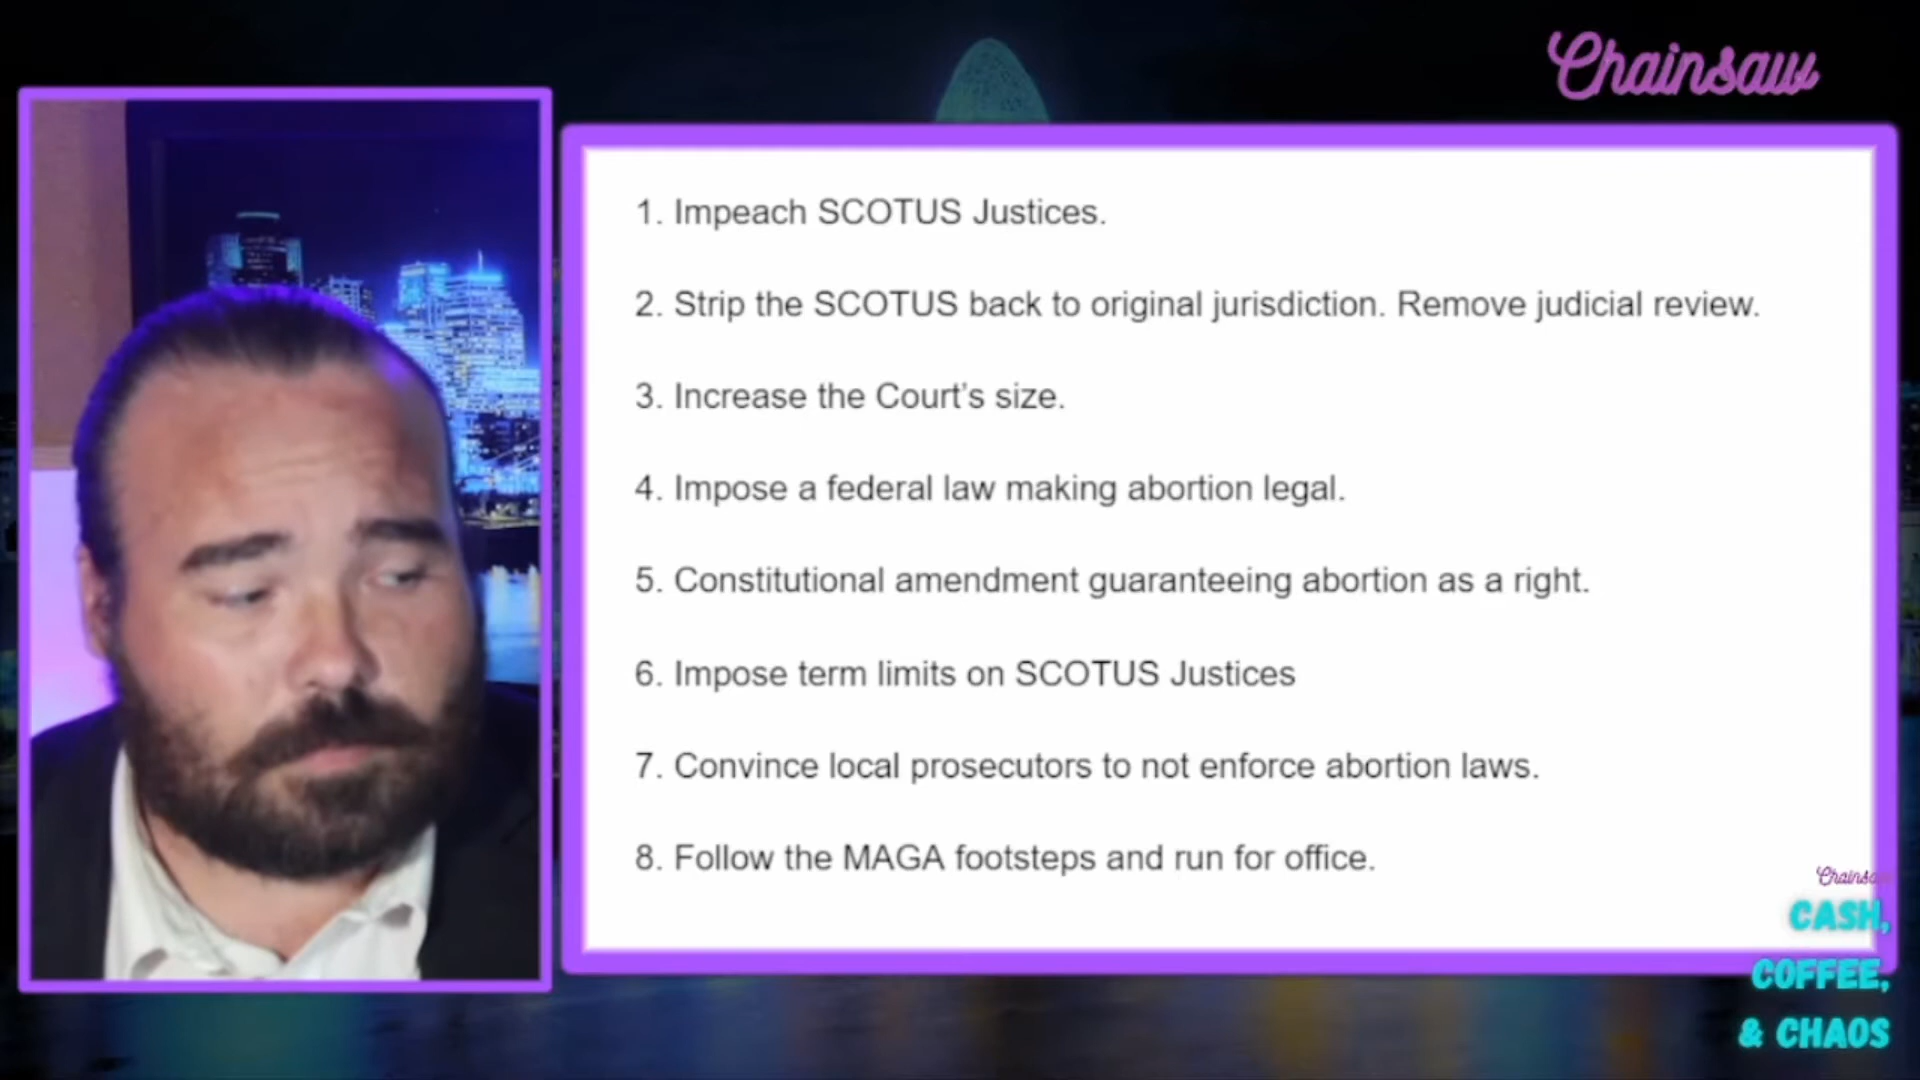 Chainsaw
1. Impeach SCOTUS Justices.
2. Strip the SCOTUS back to original jurisdiction. Remove judicial review.
3. Increase the Court's size.
4. Impose a federal law making abortion legal.
5. Constitutional amendment guaranteeing abortion as a right.
6. Impose term limits on SCOTUS Justices
7. Convince local prosecutors to not enforce abortion laws.
8. Follow the MAGA footsteps and run for office.
Chainsaw
CASH,
COFFEE,
& CHAOS